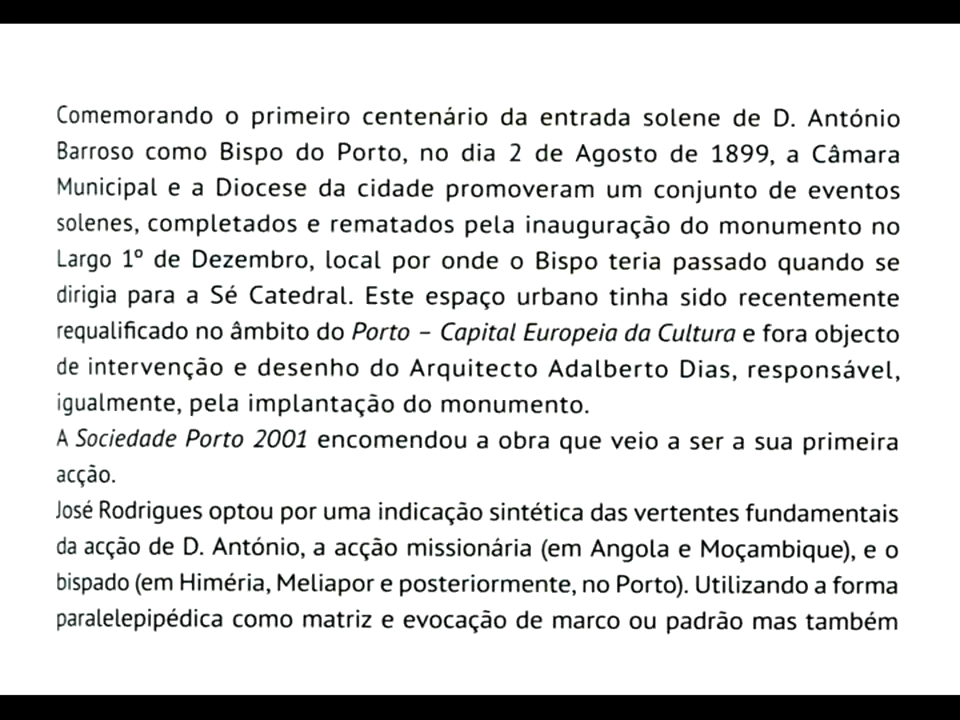 Comemorando o primeiro centenário da entrada solene de D. António
Barroso como Bispo do Porto, no dia 2 de Agosto de 1899, a Câmara
Municipal e a Diocese da cidade promoveram um conjunto de eventos
solenes, completados e rematados pela inauguração do monumento no
Largo 1º de Dezembro, local por onde o Bispo teria passado quando se
dirigia para a Sé Catedral. Este espaço urbano tinha sido recentemente
requalificado no âmbito do Porto – Capital Europeia da Cultura e fora objecto
de intervenção e desenho do Arquitecto Adalberto Dias, responsável,
igualmente, pela implantação do monumento.
A Sociedade Porto 2001 encomendou a obra que veio a ser a sua primeira
acção.
José Rodrigues optou por uma indicação sintética das vertentes fundamentais
da acção de D. António, a acção missionária (em Angola e Moçambique), e o
bispado (em Himéria, Meliapor e posteriormente, no Porto). Utilizando a forma
paralelepipédica como matriz e evocação de marco ou padrão mas também